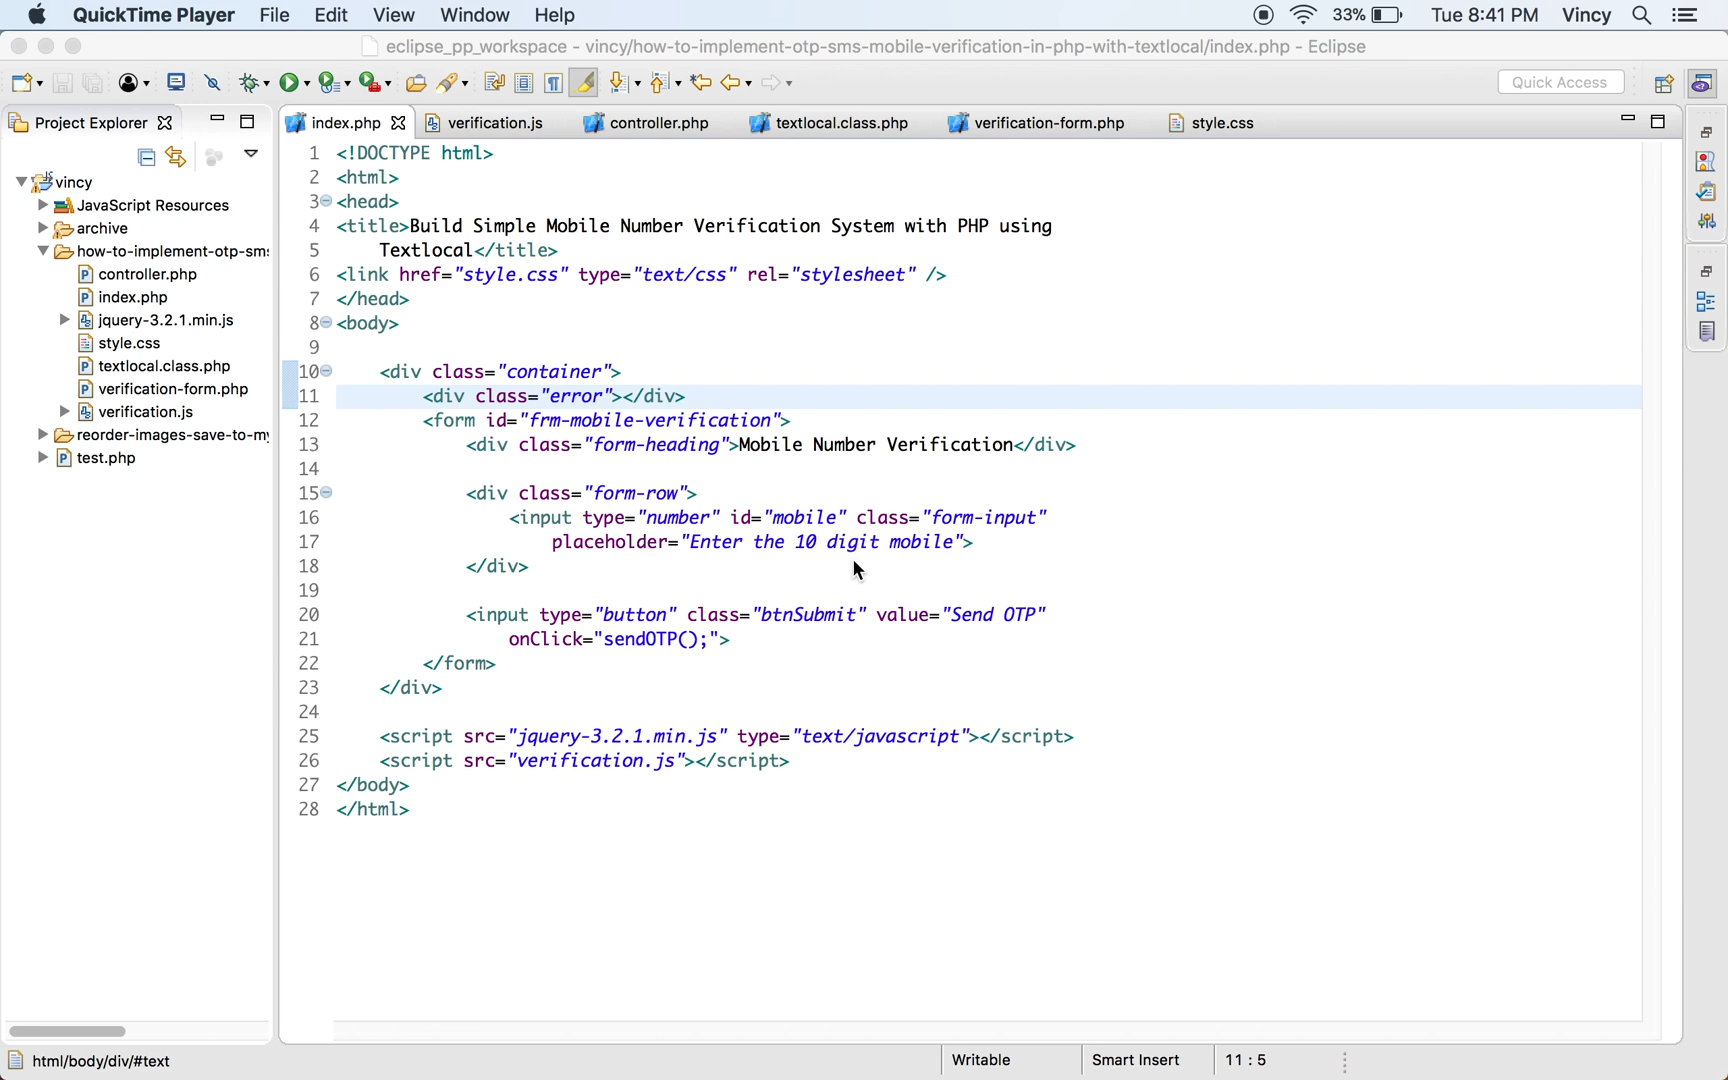 QuickTime Player File Edit View Window Help 33% Tue 8:41 PM Vincy
eclipse_pp_workspace - vincy/how-to-implement-otp-sms-mobile-verification-in-php-with-textlocal/index.php - Eclipse
Quick Access
Project Explorer
index.php verification.js controller.php textlocal.class.php verification-form.php style.css
vincy
JavaScript Resources
archive
how-to-implement-otp-sms
controller.php
index.php
jquery-3.2.1.min.js
style.css
textlocal.class.php
verification-form.php
verification.js
reorder-images-save-to-my
test.php
1 <!DOCTYPE html>
2 <html>
3 <head>
4 <title>Build Simple Mobile Number Verification System with PHP using
5 Textlocal</title>
6 <link href="style.css" type="text/css" rel="stylesheet" />
7 </head>
8 <body>
9
10 <div class="container">
11 <div class="error"></div>
12 <form id="frm-mobile-verification">
13 <div class="form-heading">Mobile Number Verification</div>
14
15 <div class="form-row">
16 <input type="number" id="mobile" class="form-input"
17 placeholder="Enter the 10 digit mobile">
18 </div>
19
20 <input type="button" class="btnSubmit" value="Send OTP"
21 onClick="sendOTP();">
22 </form>
23 </div>
24
25 <script src="jquery-3.2.1.min.js" type="text/javascript"></script>
26 <script src="verification.js"></script>
27 </body>
28 </html>
html/body/div/#text Writable Smart Insert 11 : 5